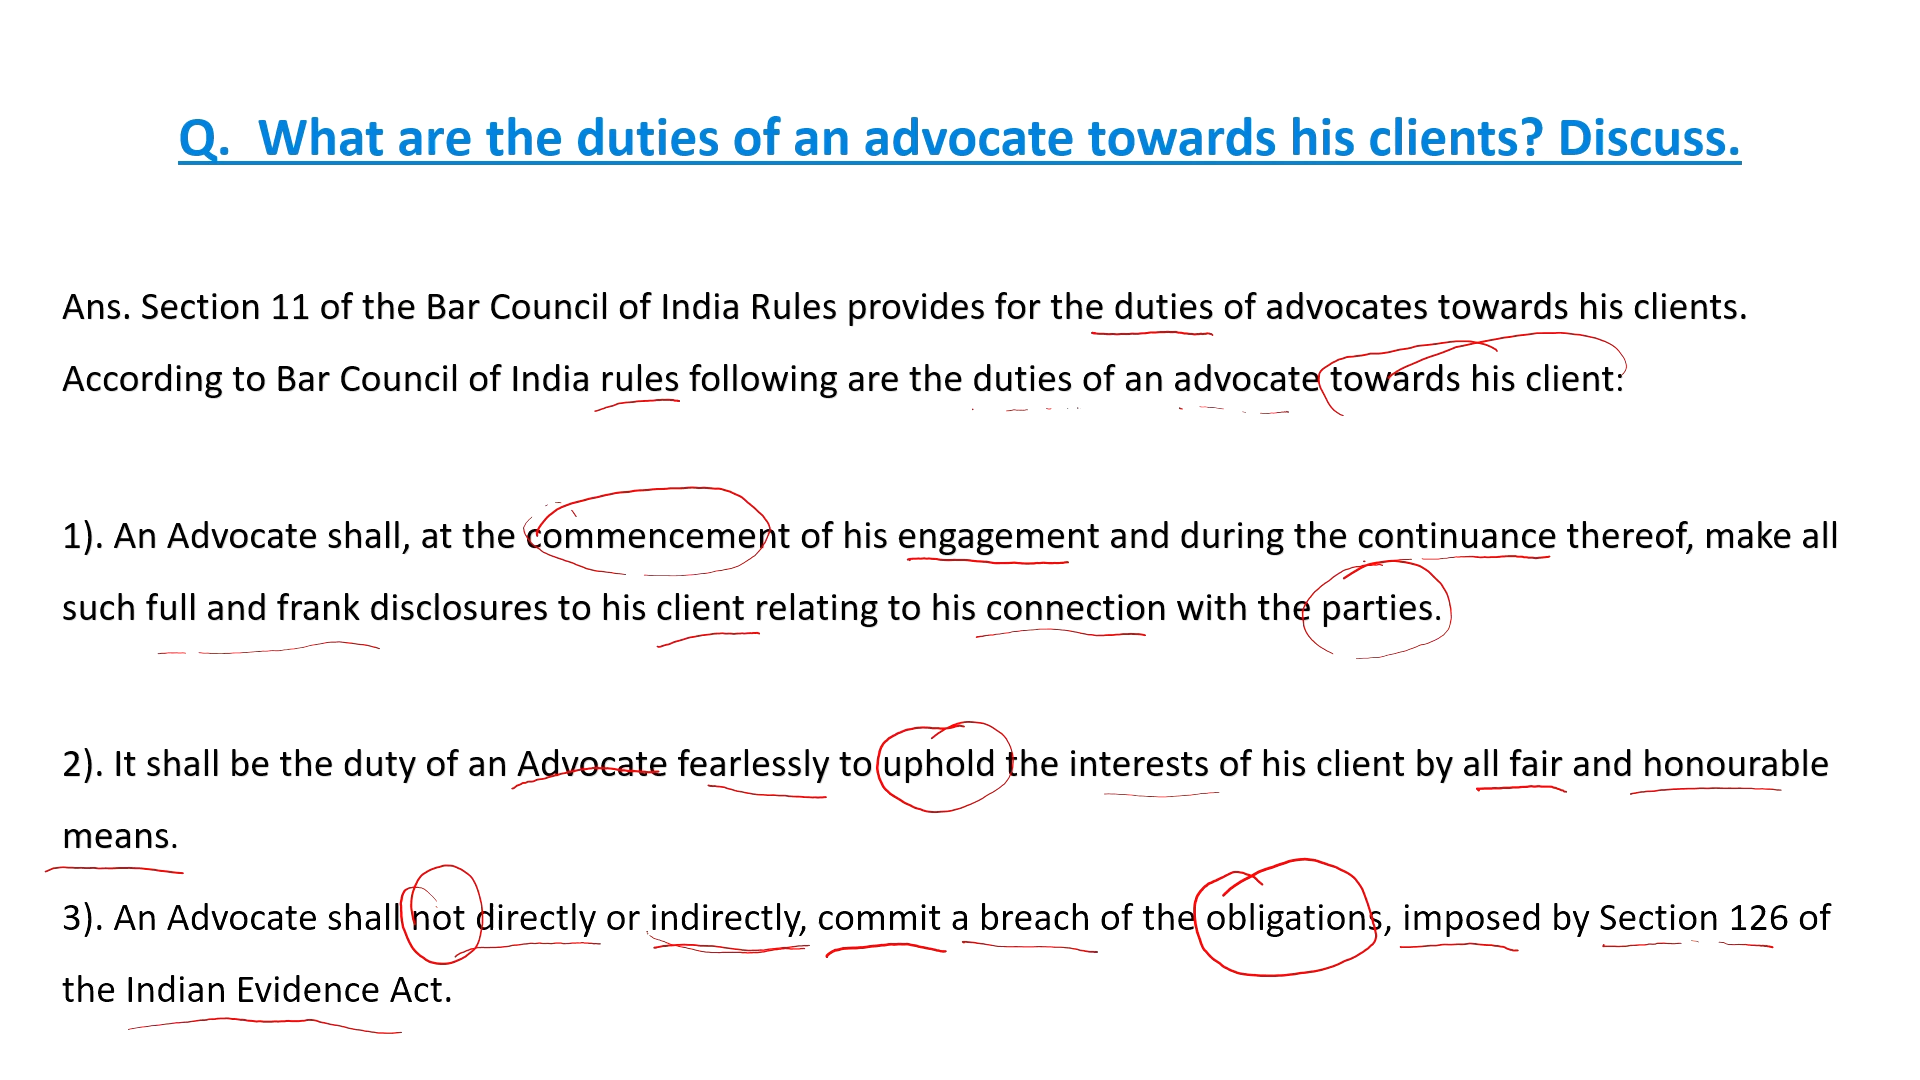 Q. What are the duties of an advocate towards his clients? Discuss.
Ans. Section 11 of the Bar Council of India Rules provides for the duties of advocates towards his clients.
According to Bar Council of India rules following are the duties of an advocate towards his client:
1). An Advocate shall, at the commencement of his engagement and during the continuance thereof, make all
such full and frank disclosures to his client relating to his connection with the parties.
2). It shall be the duty of an Advocate fearlessly to uphold the interests of his client by all fair and honourable
means.
3). An Advocate shall not directly or indirectly, commit a breach of the obligations, imposed by Section 126 of
the Indian Evidence Act.